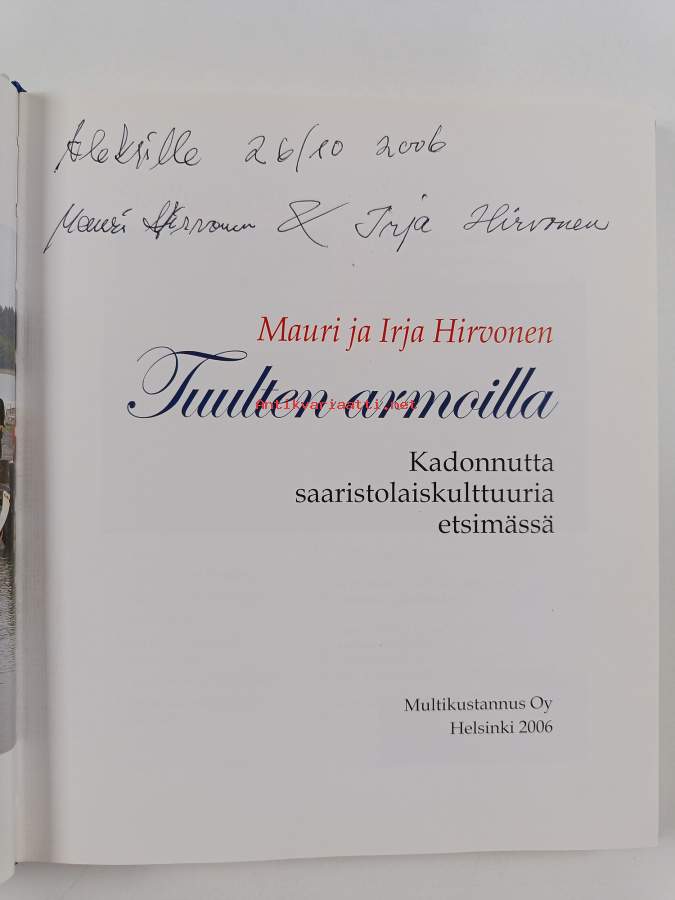 Aleksille 26/10 2006
Mauri Hirvonen & Irja Hirvonen
Mauri ja Irja Hirvonen
Tuulten armoilla
Antikvariaatti.net
Kadonnutta
saaristolaiskulttuuria
etsimässä
Multikustannus Oy
Helsinki 2006